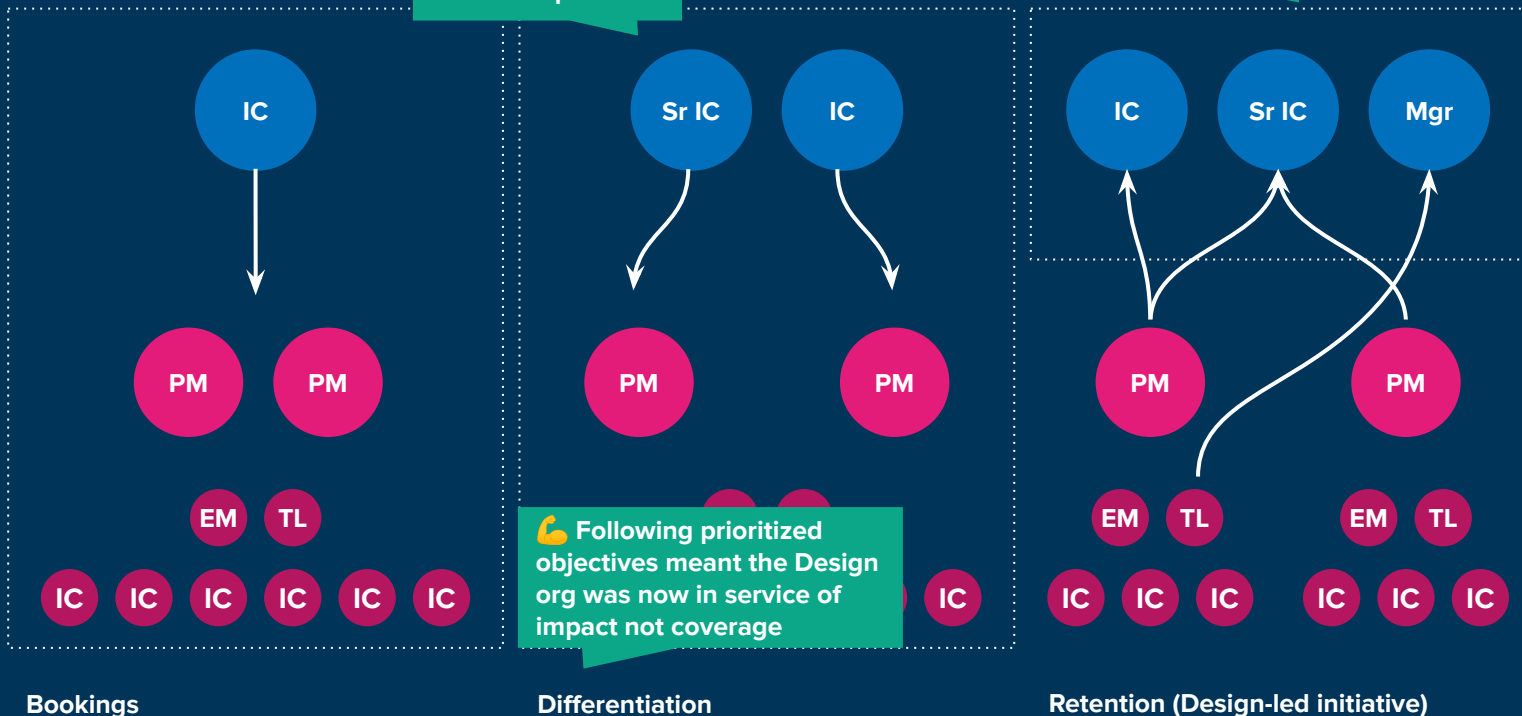 IC
Sr IC
IC
IC
Sr IC
Mgr
PM
PM
PM
PM
PM
PM
EM
TL
EM
TL
EM
TL
💪 Following prioritized
objectives meant the Design
org was now in service of
impact not coverage
IC
IC
IC
IC
IC
IC
IC
IC
IC
IC
IC
IC
IC
Bookings
Differentiation
Retention (Design-led initiative)